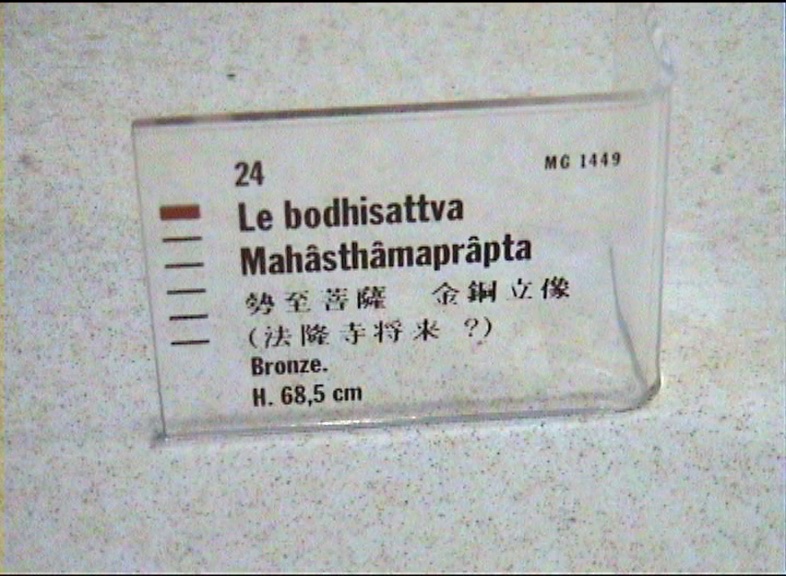 24
MG 1449
Le bodhisattva
Mahâsthâmaprâpta
勢至菩薩　金銅立像
(法隆寺将来 ?)
Bronze.
H. 68,5 cm